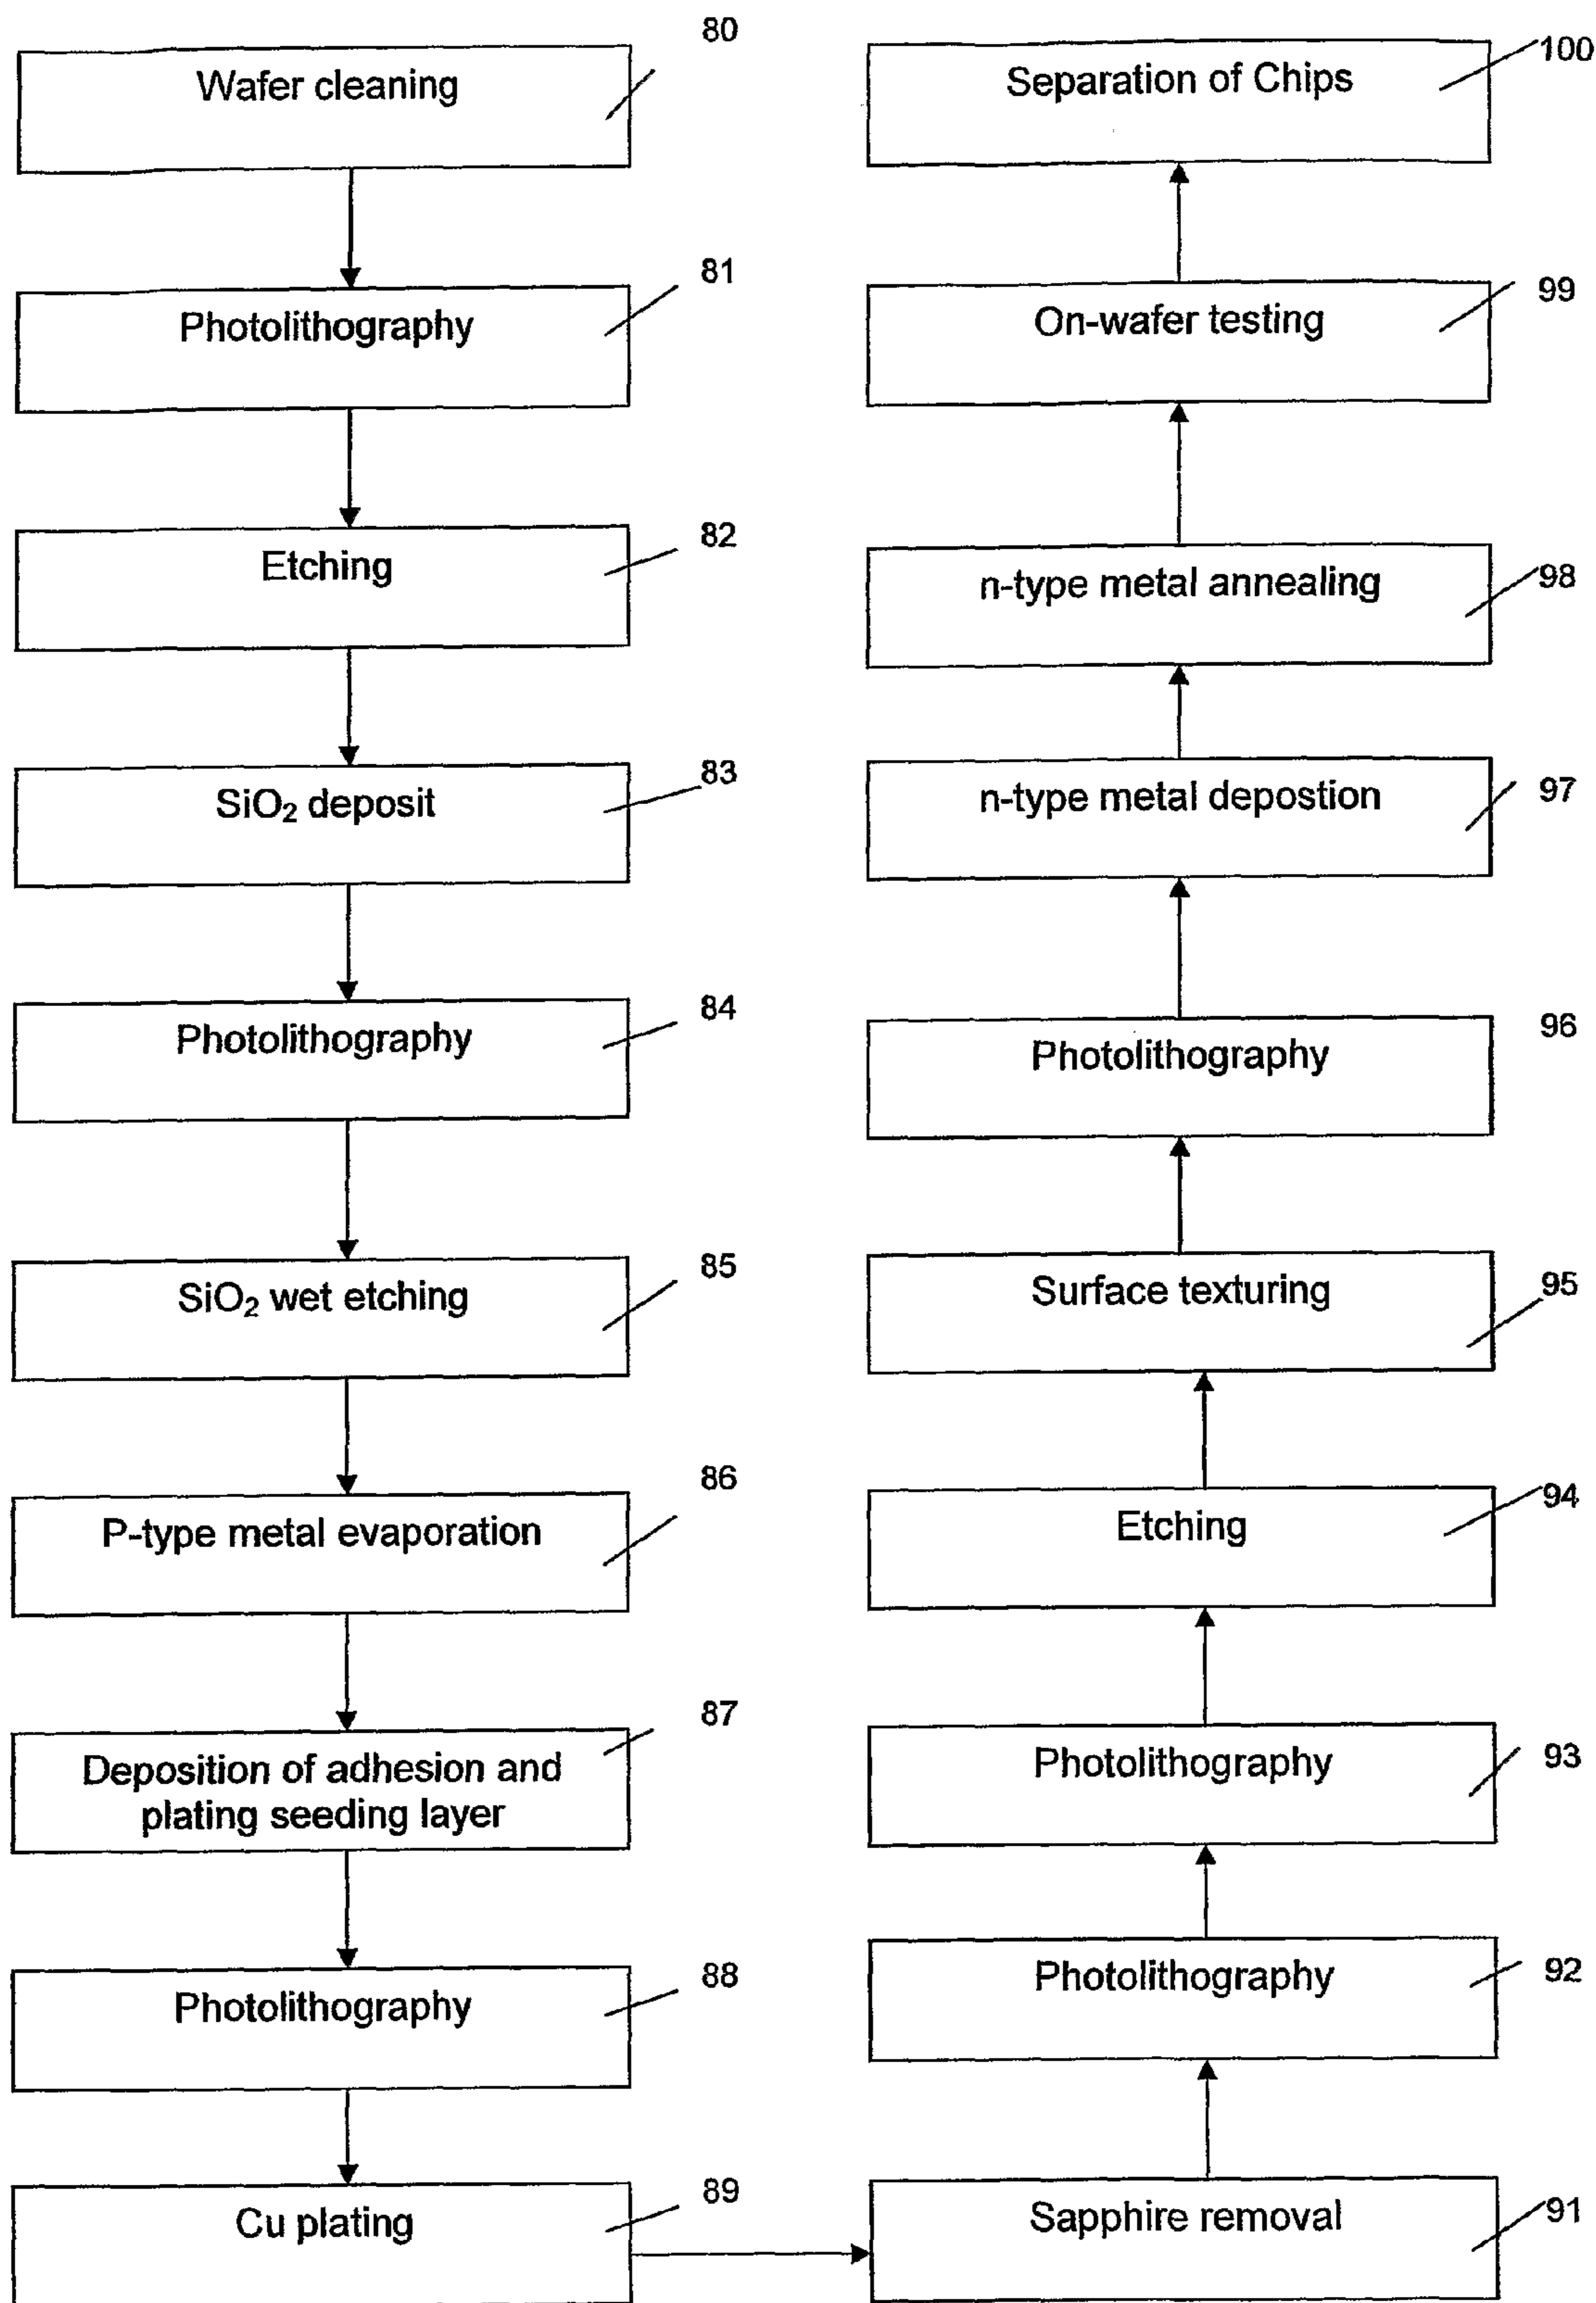 80
Wafer cleaning
81
Photolithography
82
Etching
83
SiO₂ deposit
84
Photolithography
85
SiO₂ wet etching
86
P-type metal evaporation
87
Deposition of adhesion and
plating seeding layer
88
Photolithography
89
Cu plating
91
Sapphire removal
92
Photolithography
93
Photolithography
94
Etching
95
Surface texturing
96
Photolithography
97
n-type metal depostion
98
n-type metal annealing
99
On-wafer testing
100
Separation of Chips